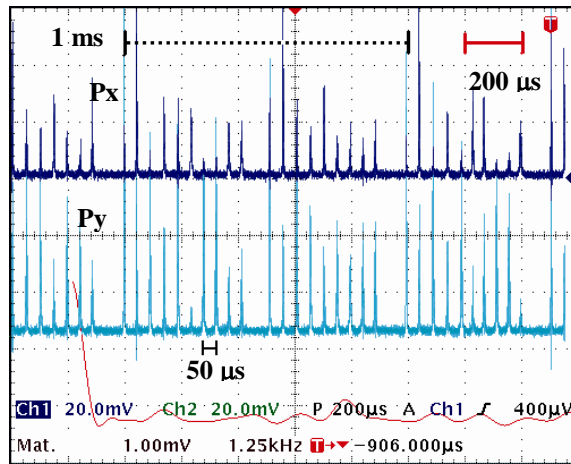 T
1 ms
200 µs
Px
Py
50 µs
Ch1 20.0mV Ch2 20.0mV P 200µs A Ch1 ʃ 400µV
Mat. 1.00mV 1.25kHz T→▼ −906.000µs